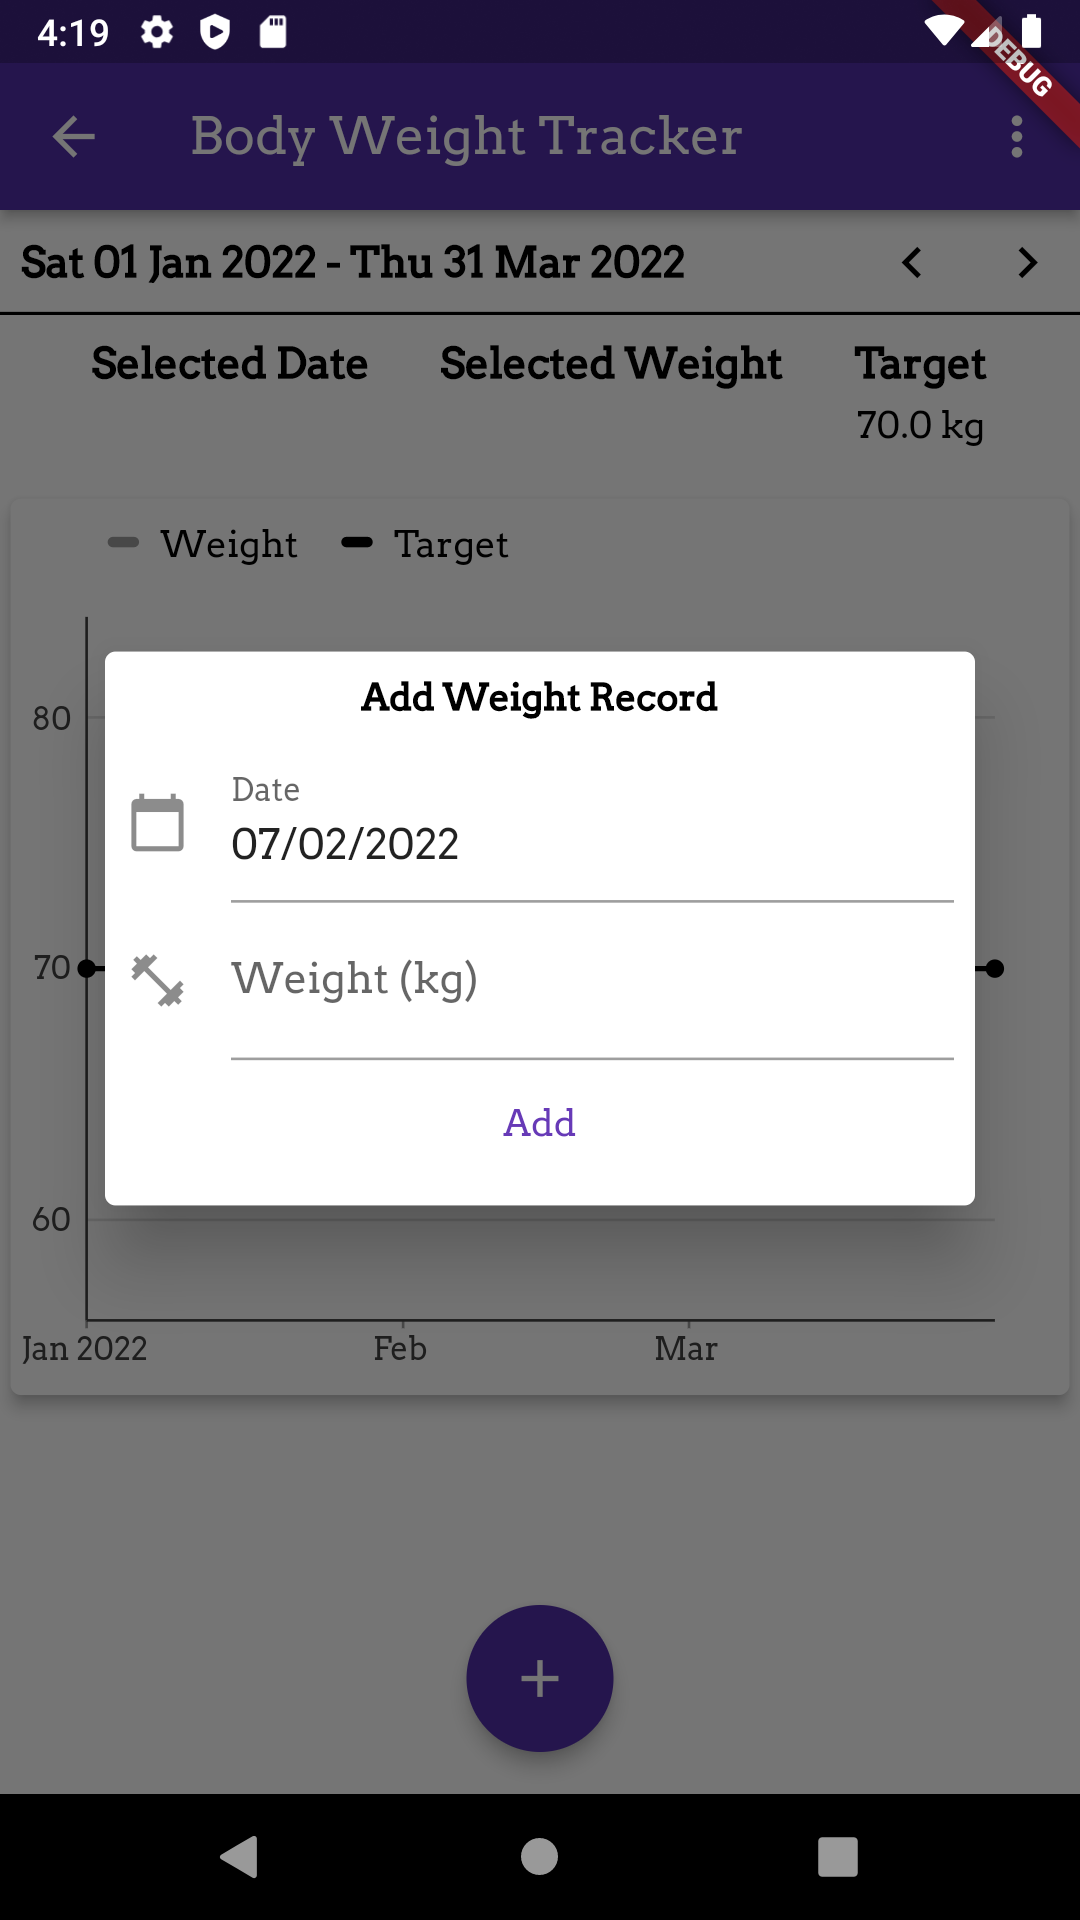 4:19
DEBUG
Body Weight Tracker
Sat 01 Jan 2022 - Thu 31 Mar 2022
Selected Date Selected Weight Target
70.0 kg
Weight Target
80
Add Weight Record
Date
07/02/2022
70
Weight (kg)
Add
60
Jan 2022 Feb Mar